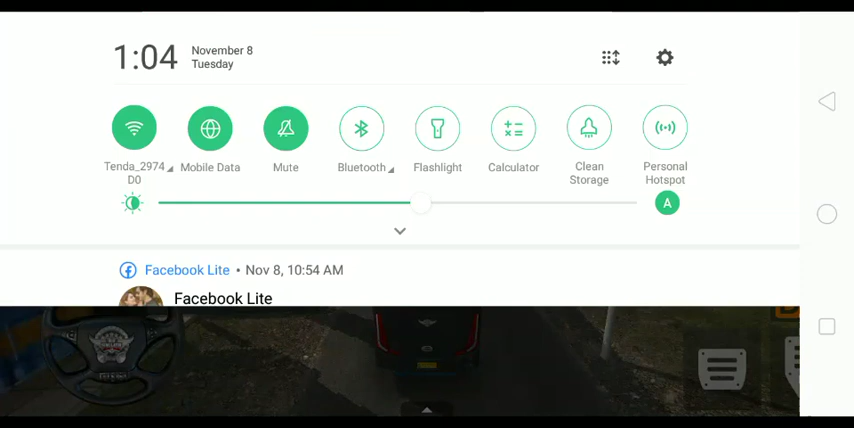 1:04
November 8
Tuesday
Tenda_2974
D0
Mobile Data
Mute
Bluetooth
Flashlight
Calculator
Clean
Storage
Personal
Hotspot
A
Facebook Lite • Nov 8, 10:54 AM
Facebook Lite